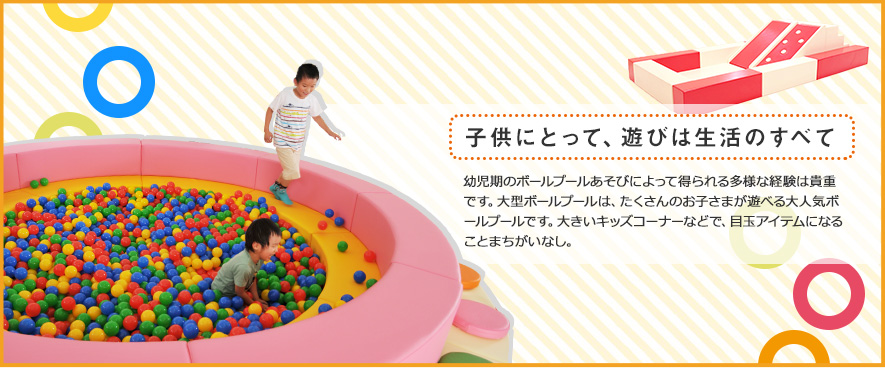 子供にとって、遊びは生活のすべて
幼児期のボールプールあそびによって得られる多様な経験は貴重
です。大型ボールプールは、たくさんのお子さまが遊べる大人気ボ
ールプールです。大きいキッズコーナーなどで、目玉アイテムになる
ことまちがいなし。